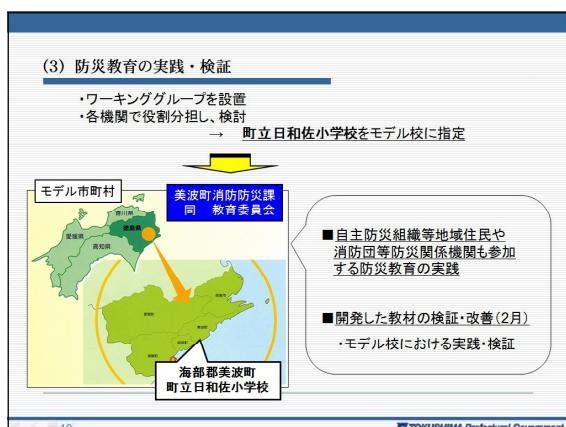 (3) 防災教育の実践・検証
・ワーキンググループを設置
・各機関で役割分担し、検討
→ 町立日和佐小学校をモデル校に指定
モデル市町村
美波町消防防災課
同 教育委員会
香川県
徳島県
愛媛県
高知県
海部郡美波町
町立日和佐小学校
■自主防災組織等地域住民や
消防団等防災関係機関も参加
する防災教育の実践
■開発した教材の検証・改善(2月)
・モデル校における実践・検証
TOKUSHIMA Prefectural Government